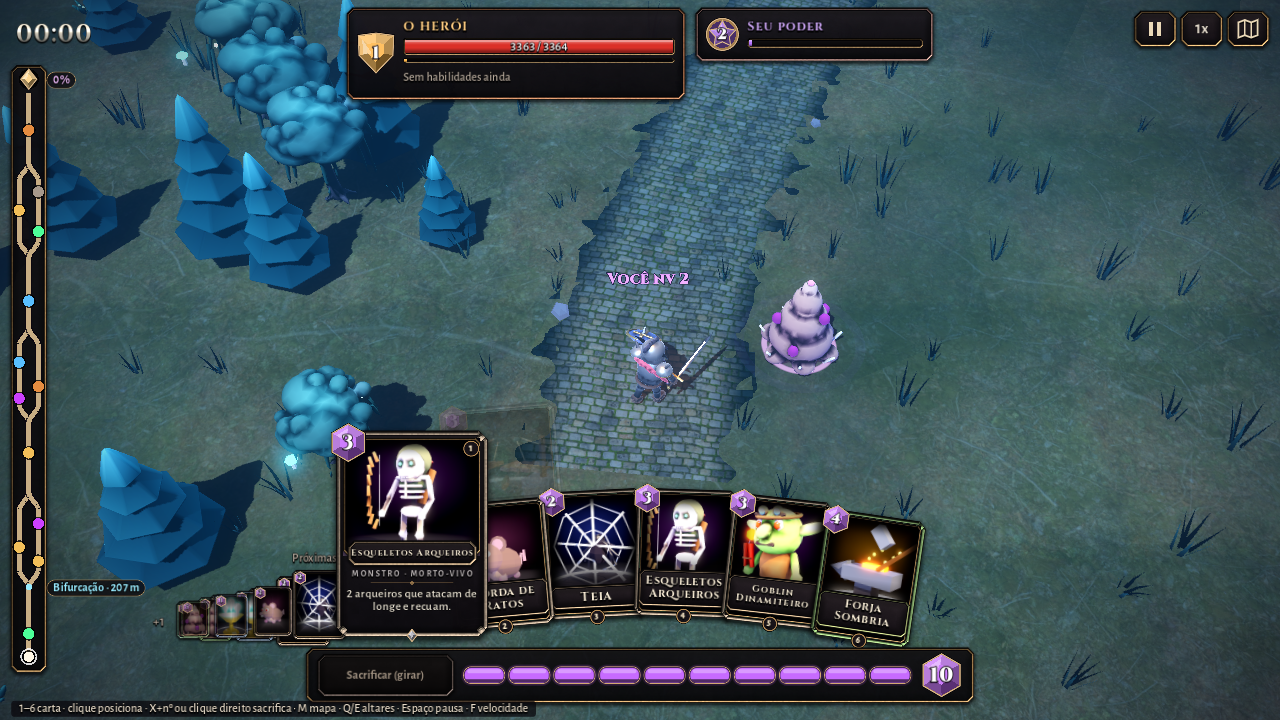 00:00
0%
O HERÓI
1
3363 / 3364
Sem habilidades ainda
2
SEU PODER
1x
VOCÊ NV 2
Bifurcação · 207 m
Próximas
+1
3
1
ESQUELETOS ARQUEIROS
MONSTRO · MORTO-VIVO
2 arqueiros que atacam de
longe e recuam.
RDA DE
RATOS
2
2
TEIA
3
3
ESQUELETOS
ARQUEIROS
4
3
GOBLIN
DINAMITEIRO
5
4
FORJA
SOMBRIA
6
Sacrificar (girar)
10
1–6 carta · clique posiciona · X+nº ou clique direito sacrifica · M mapa · Q/E altares · Espaço pausa · F velocidade